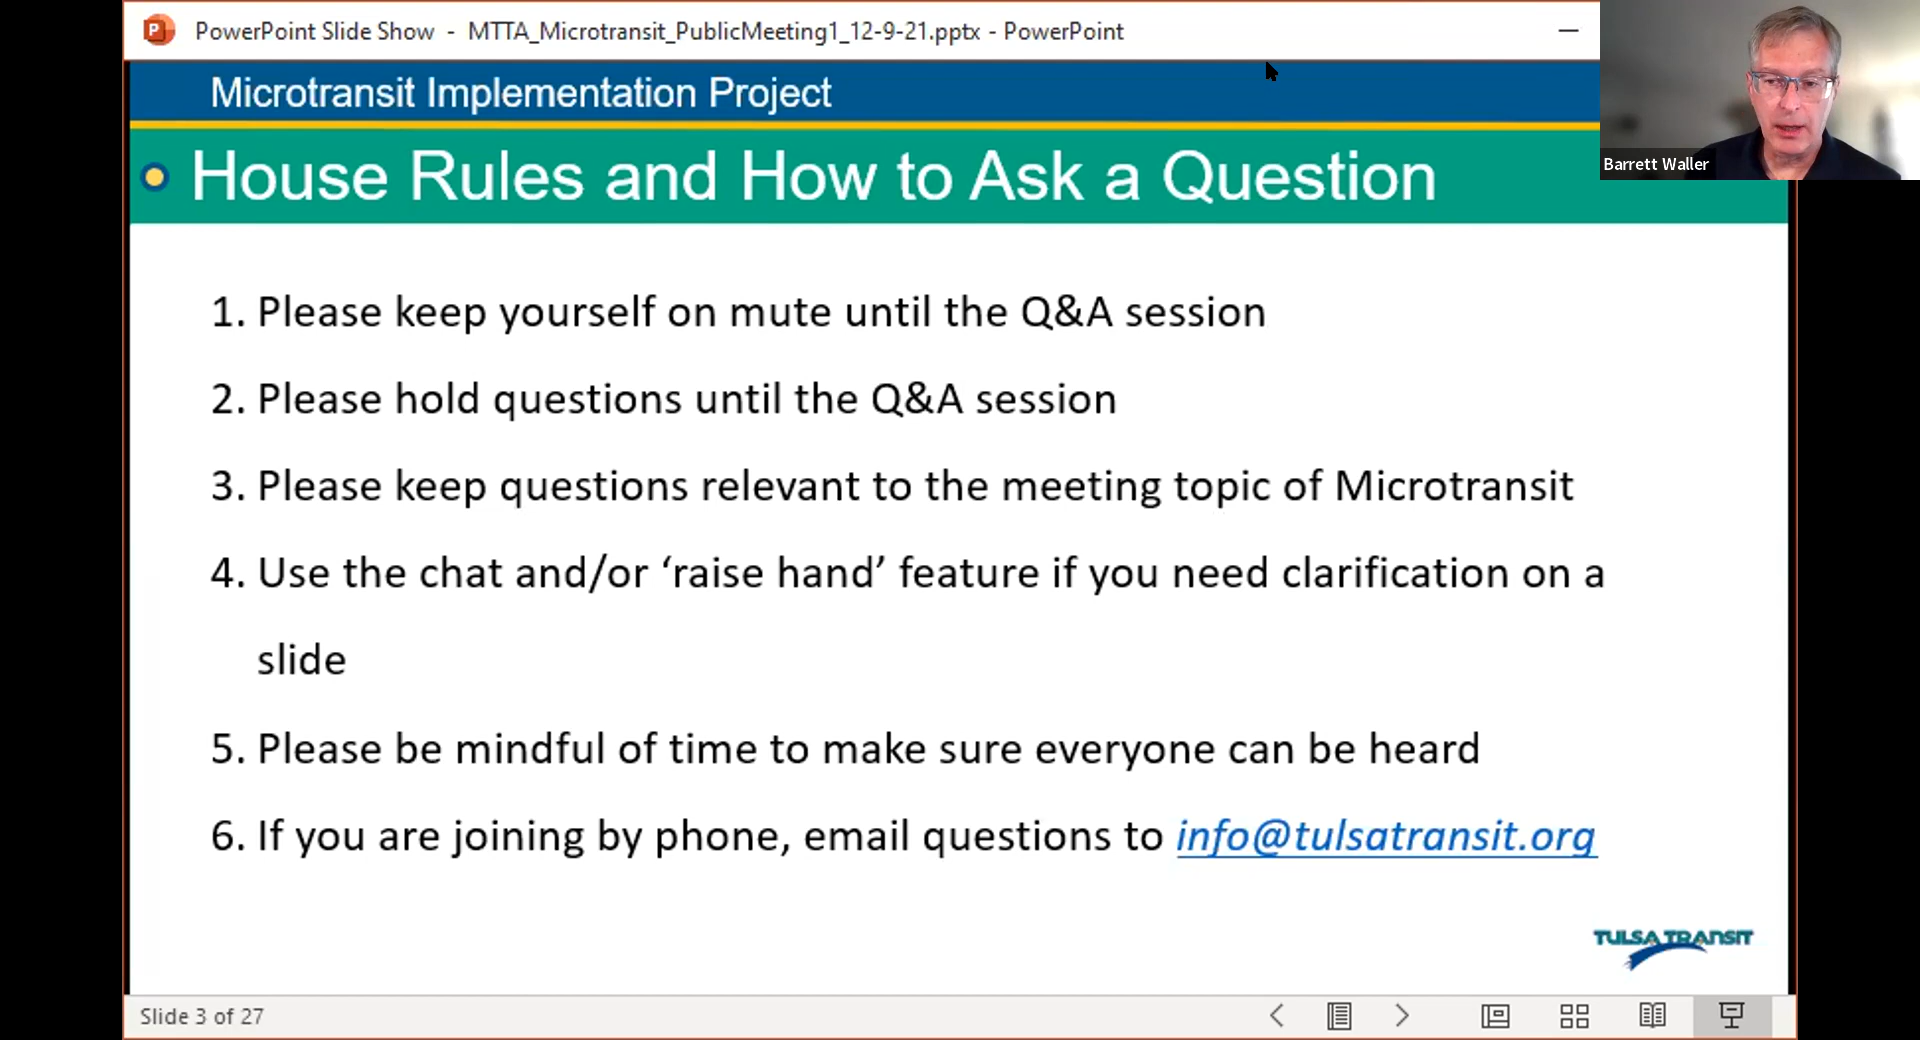 PowerPoint Slide Show - MTTA_Microtransit_PublicMeeting1_12-9-21.pptx - PowerPoint
Microtransit Implementation Project
House Rules and How to Ask a Question
Barrett Waller
1. Please keep yourself on mute until the Q&A session
2. Please hold questions until the Q&A session
3. Please keep questions relevant to the meeting topic of Microtransit
4. Use the chat and/or ‘raise hand’ feature if you need clarification on a
slide
5. Please be mindful of time to make sure everyone can be heard
6. If you are joining by phone, email questions to info@tulsatransit.org
TULSA TRANSIT
Slide 3 of 27